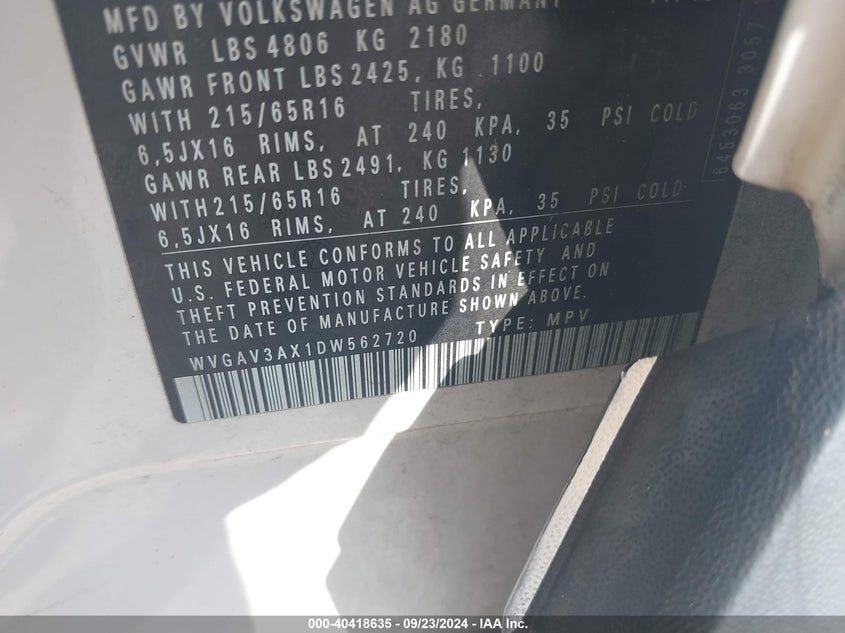 MFD BY VOLKSWAGEN AG GERMANY
GVWR LBS 4806 KG 2180
GAWR FRONT LBS 2425, KG 1100
WITH 215/65R16 TIRES,
6,5JX16 RIMS, AT 240 KPA, 35 PSI COLD
GAWR REAR LBS 2491, KG 1130
WITH 215/65R16 TIRES,
6,5JX16 RIMS, AT 240 KPA, 35 PSI COLD
THIS VEHICLE CONFORMS TO ALL APPLICABLE
U.S. FEDERAL MOTOR VEHICLE SAFETY AND
THEFT PREVENTION STANDARDS IN EFFECT ON
THE DATE OF MANUFACTURE SHOWN ABOVE.
WVGAV3AX1DW562720 TYPE: MPV
6453063 3057
000-40418635 - 09/23/2024 - IAA Inc.